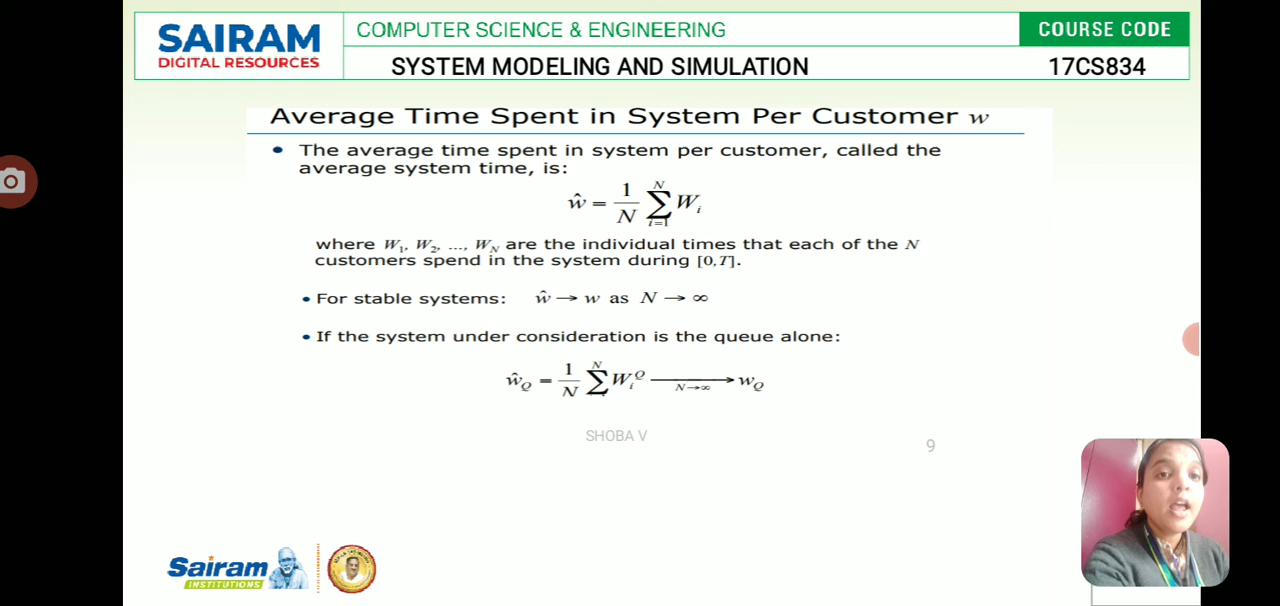 SAIRAM
DIGITAL RESOURCES
COMPUTER SCIENCE & ENGINEERING
COURSE CODE
SYSTEM MODELING AND SIMULATION
17CS834
Average Time Spent in System Per Customer w
• The average time spent in system per customer, called the
average system time, is:
ŵ = 1/N ∑_{i=1}^{N} W_i
where W₁, W₂, ..., W_N are the individual times that each of the N
customers spend in the system during [0,T].
• For stable systems: ŵ → w as N → ∞
• If the system under consideration is the queue alone:
ŵ_Q = 1/N ∑^{N} W_i^Q ⟶_{N→∞} w_Q
SHOBA V
9
Sairam
INSTITUTIONS